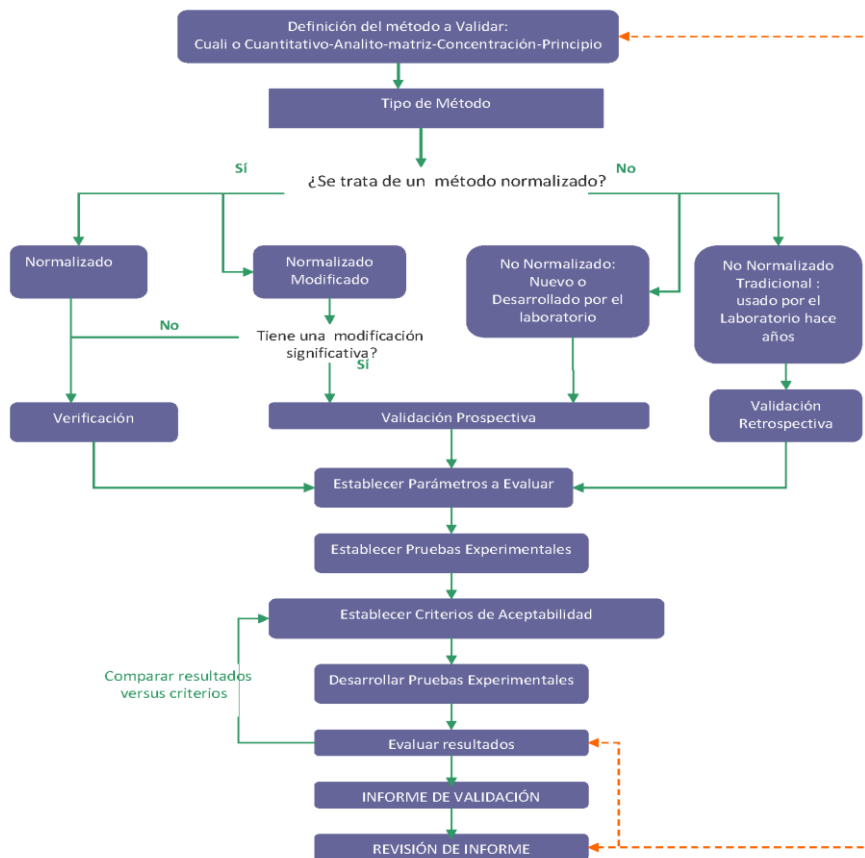 Definición del método a Validar:
Cuali o Cuantitativo-Analito-matriz-Concentración-Principio
Tipo de Método
Sí
No
¿Se trata de un método normalizado?
Normalizado
Normalizado
Modificado
No Normalizado:
Nuevo o
Desarrollado por el
laboratorio
No Normalizado
Tradicional :
usado por el
Laboratorio hace
años
No
Tiene una modificación
significativa?
Sí
Verificación
Validación Prospectiva
Validación
Retrospectiva
Establecer Parámetros a Evaluar
Establecer Pruebas Experimentales
Establecer Criterios de Aceptabilidad
Comparar resultados
versus criterios
Desarrollar Pruebas Experimentales
Evaluar resultados
INFORME DE VALIDACIÓN
REVISIÓN DE INFORME